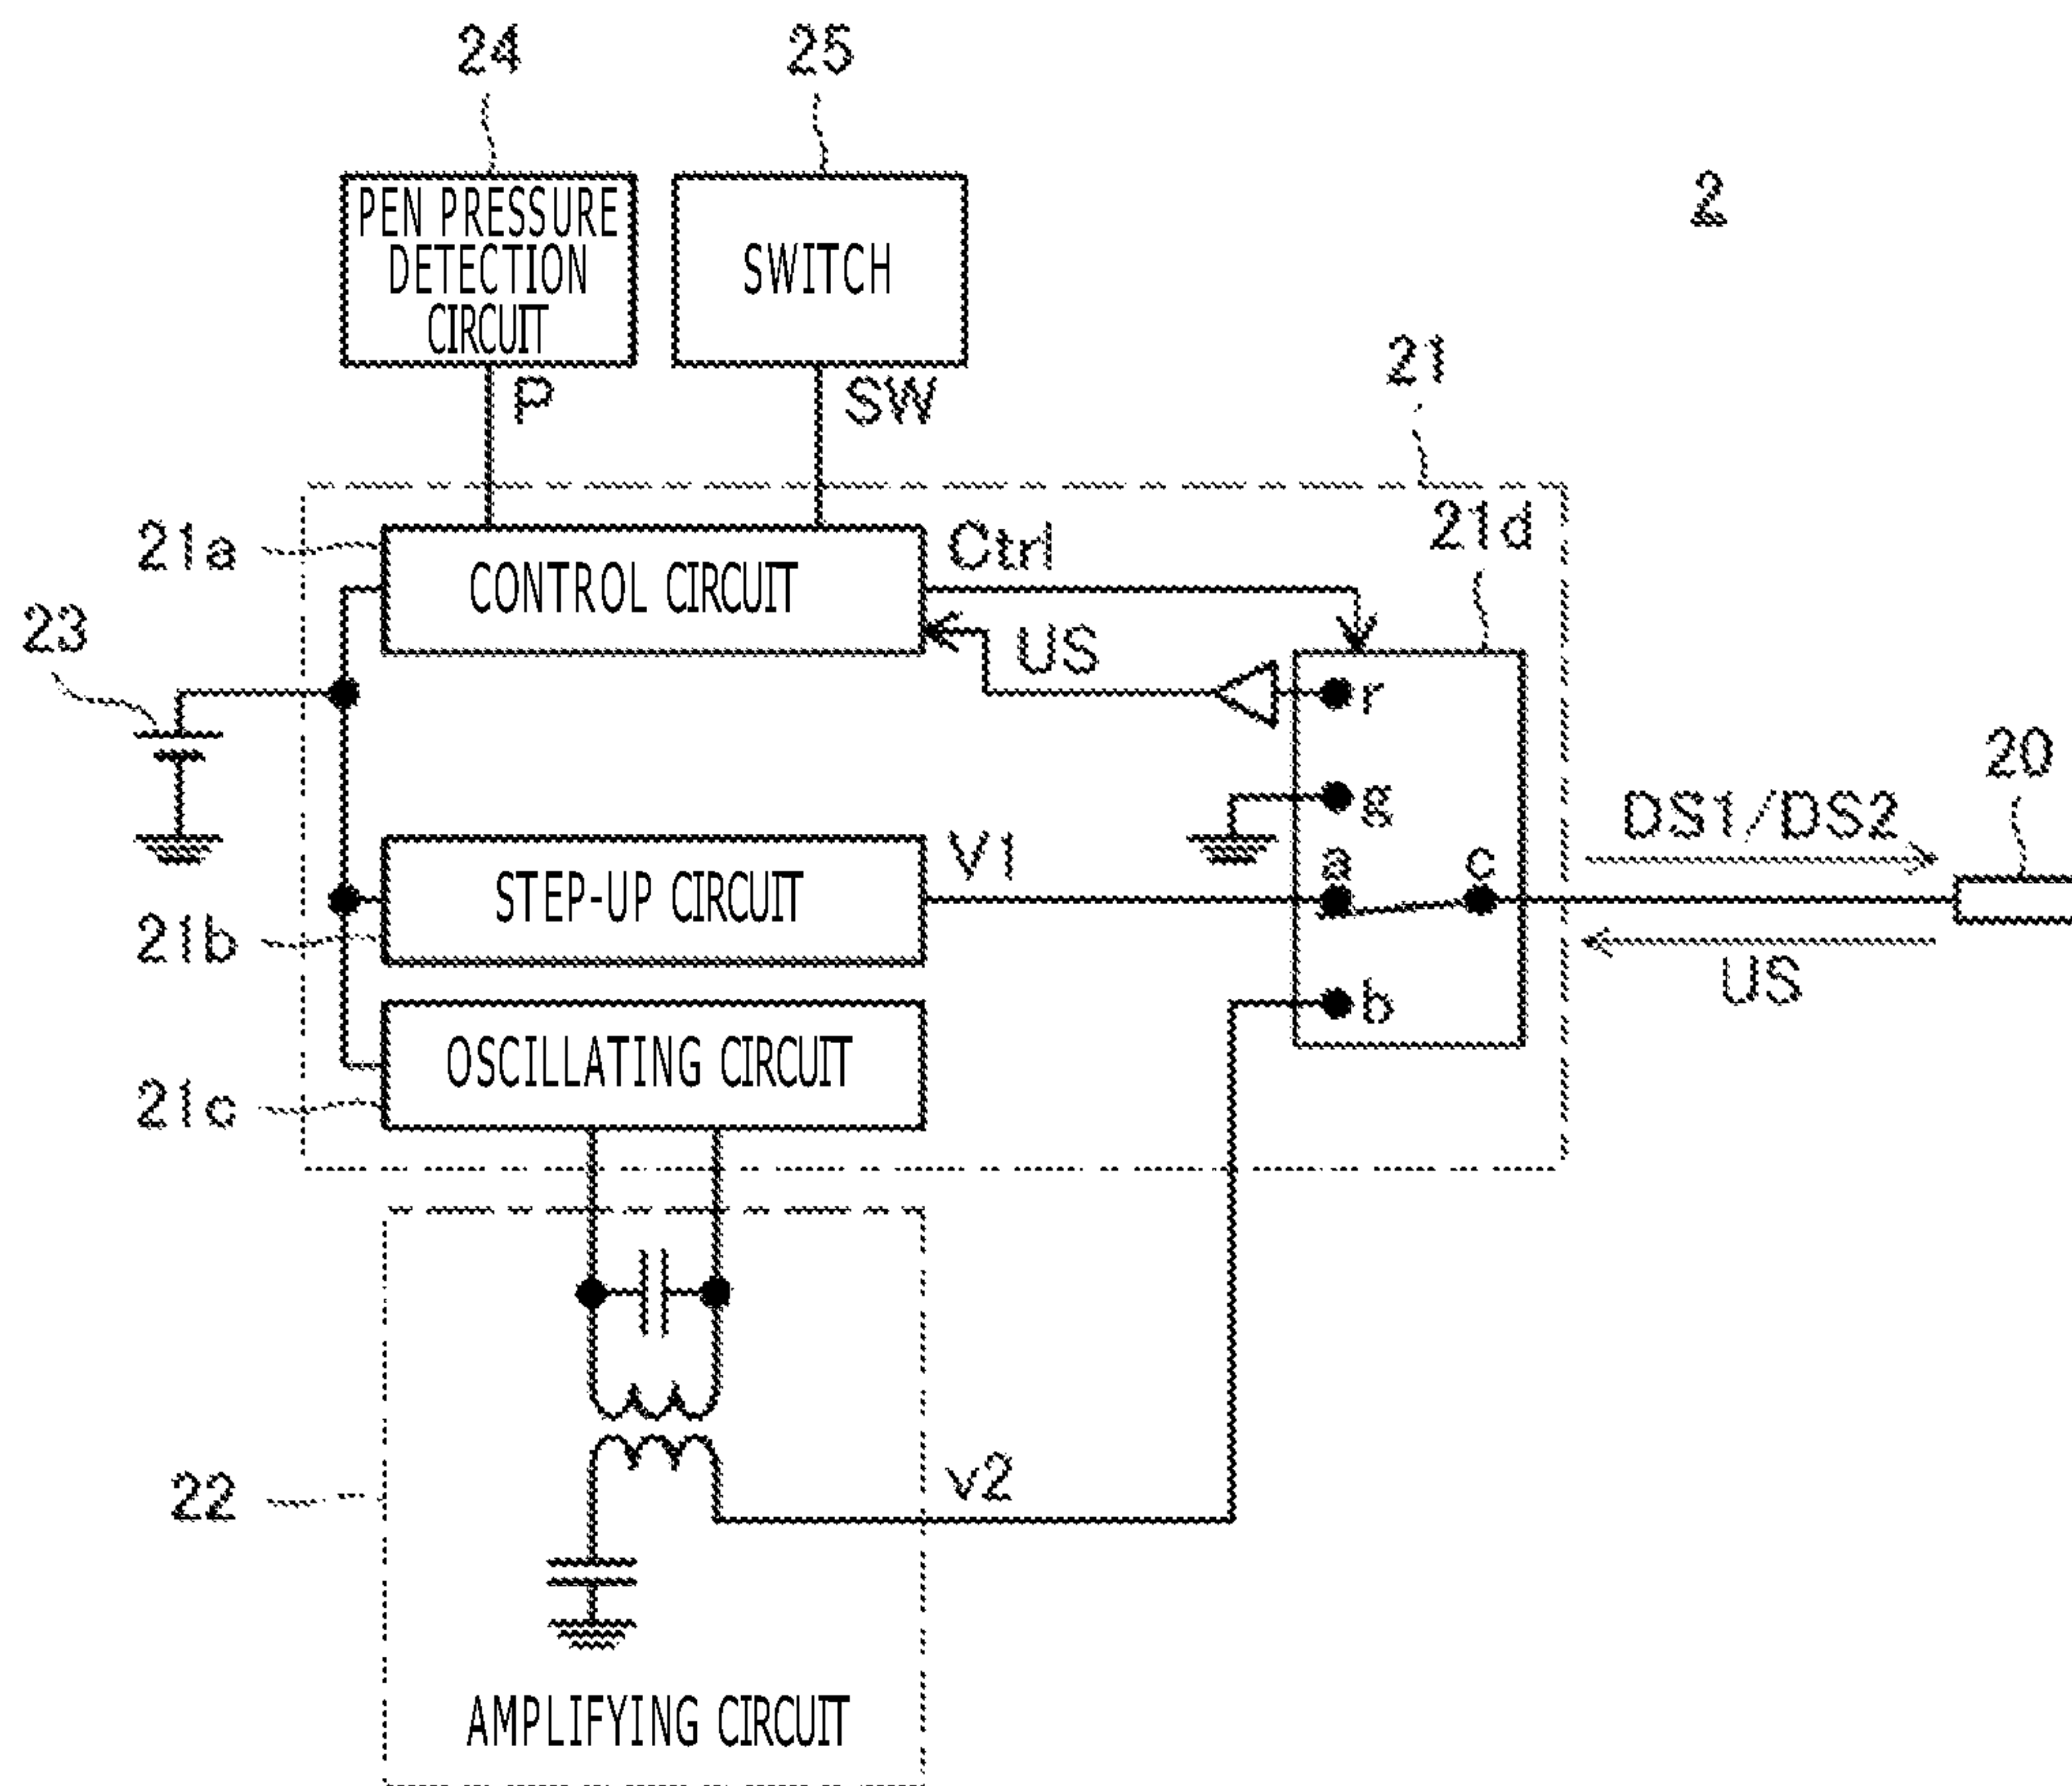 24
25
2
PEN PRESSURE
DETECTION
CIRCUIT
SWITCH
21
P
SW
21a
CONTROL CIRCUIT
Ctrl
21d
23
US
r
20
g
DS1/DS2
V1
a
c
STEP-UP CIRCUIT
21b
US
b
OSCILLATING CIRCUIT
21c
22
v2
AMPLIFYING CIRCUIT